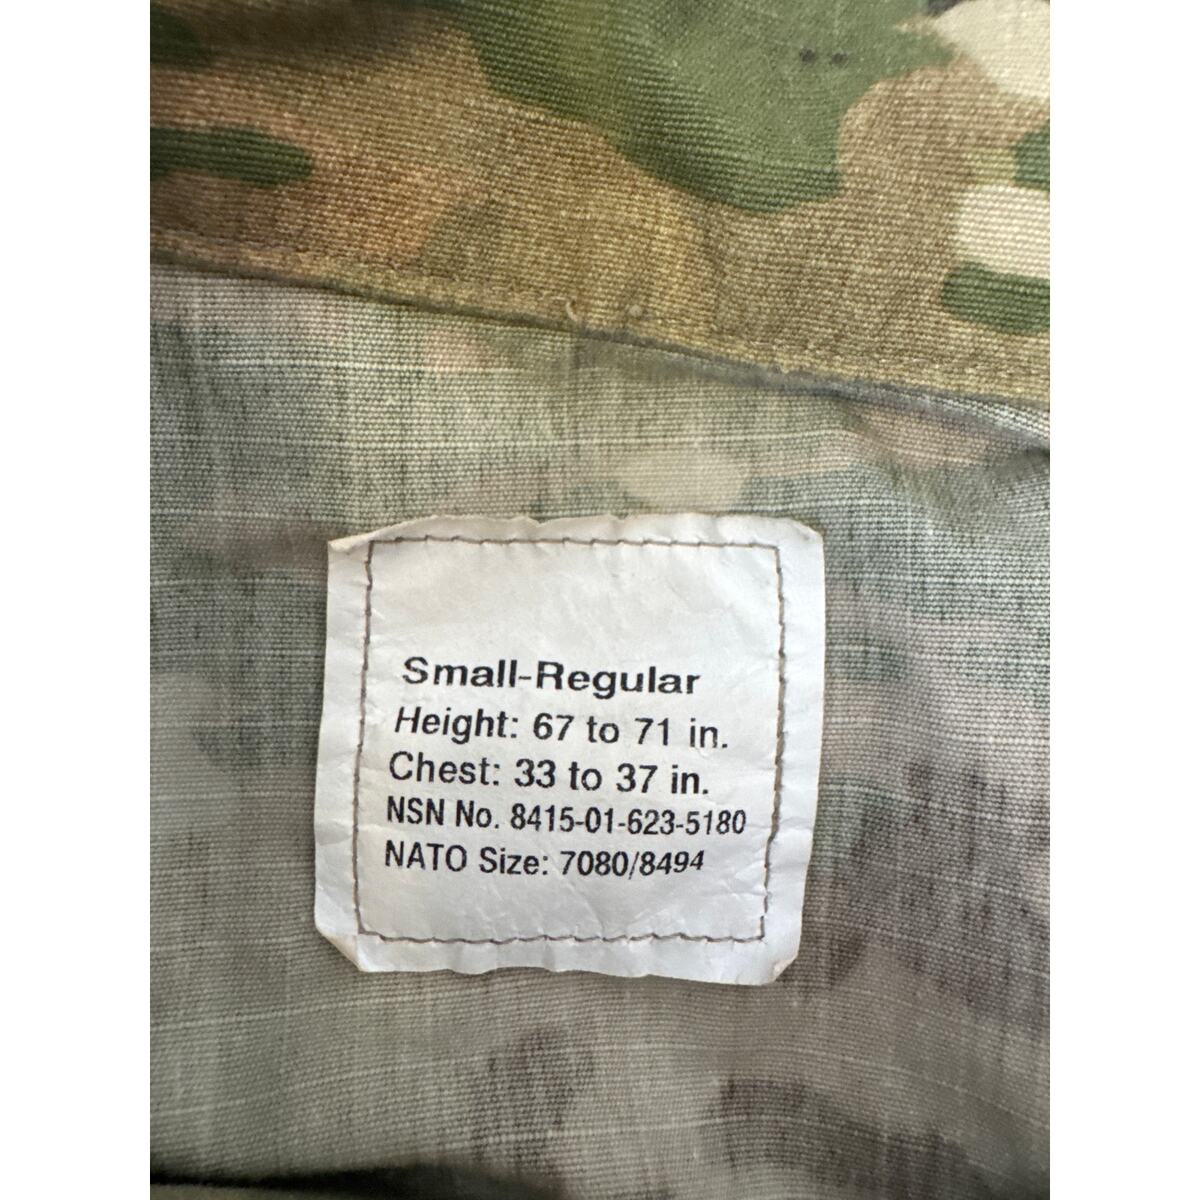 Small-Regular
Height: 67 to 71 in.
Chest: 33 to 37 in.
NSN No. 8415-01-623-5180
NATO Size: 7080/8494